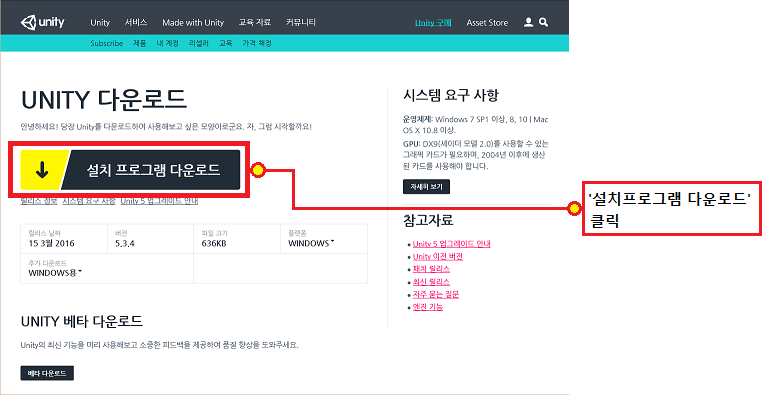 unity
Unity 서비스 Made with Unity 교육 자료 커뮤니티 Unity 구매 Asset Store
Subscribe 제품 내 계정 리셀러 교육 가격 책정
UNITY 다운로드
안녕하세요! 당장 Unity를 다운로드하여 사용해보고 싶은 모양이로군요. 자, 그럼 시작할까요!
설치 프로그램 다운로드
릴리스 정보 시스템 요구 사항 Unity 5 업그레이드 안내
릴리스 날짜 버전 파일 크기 플랫폼
15 3월 2016 5.3.4 636KB WINDOWS
추가 다운로드
WINDOWS용
UNITY 베타 다운로드
Unity의 최신 기능을 미리 사용해보고 소중한 피드백을 제공하여 품질 향상을 도와주세요.
베타 다운로드
시스템 요구 사항
운영체제: Windows 7 SP1 이상, 8, 10 | Mac
OS X 10.8 이상.
GPU: DX9(셰이더 모델 2.0)를 사용할 수 있는
그래픽 카드가 필요하며, 2004년 이후에 생산
된 카드를 사용해야 합니다.
자세히 보기
참고자료
Unity 5 업그레이드 안내
Unity 이전 버전
패치 릴리스
최신 릴리스
자주 묻는 질문
엔진 기능
'설치프로그램 다운로드'
클릭